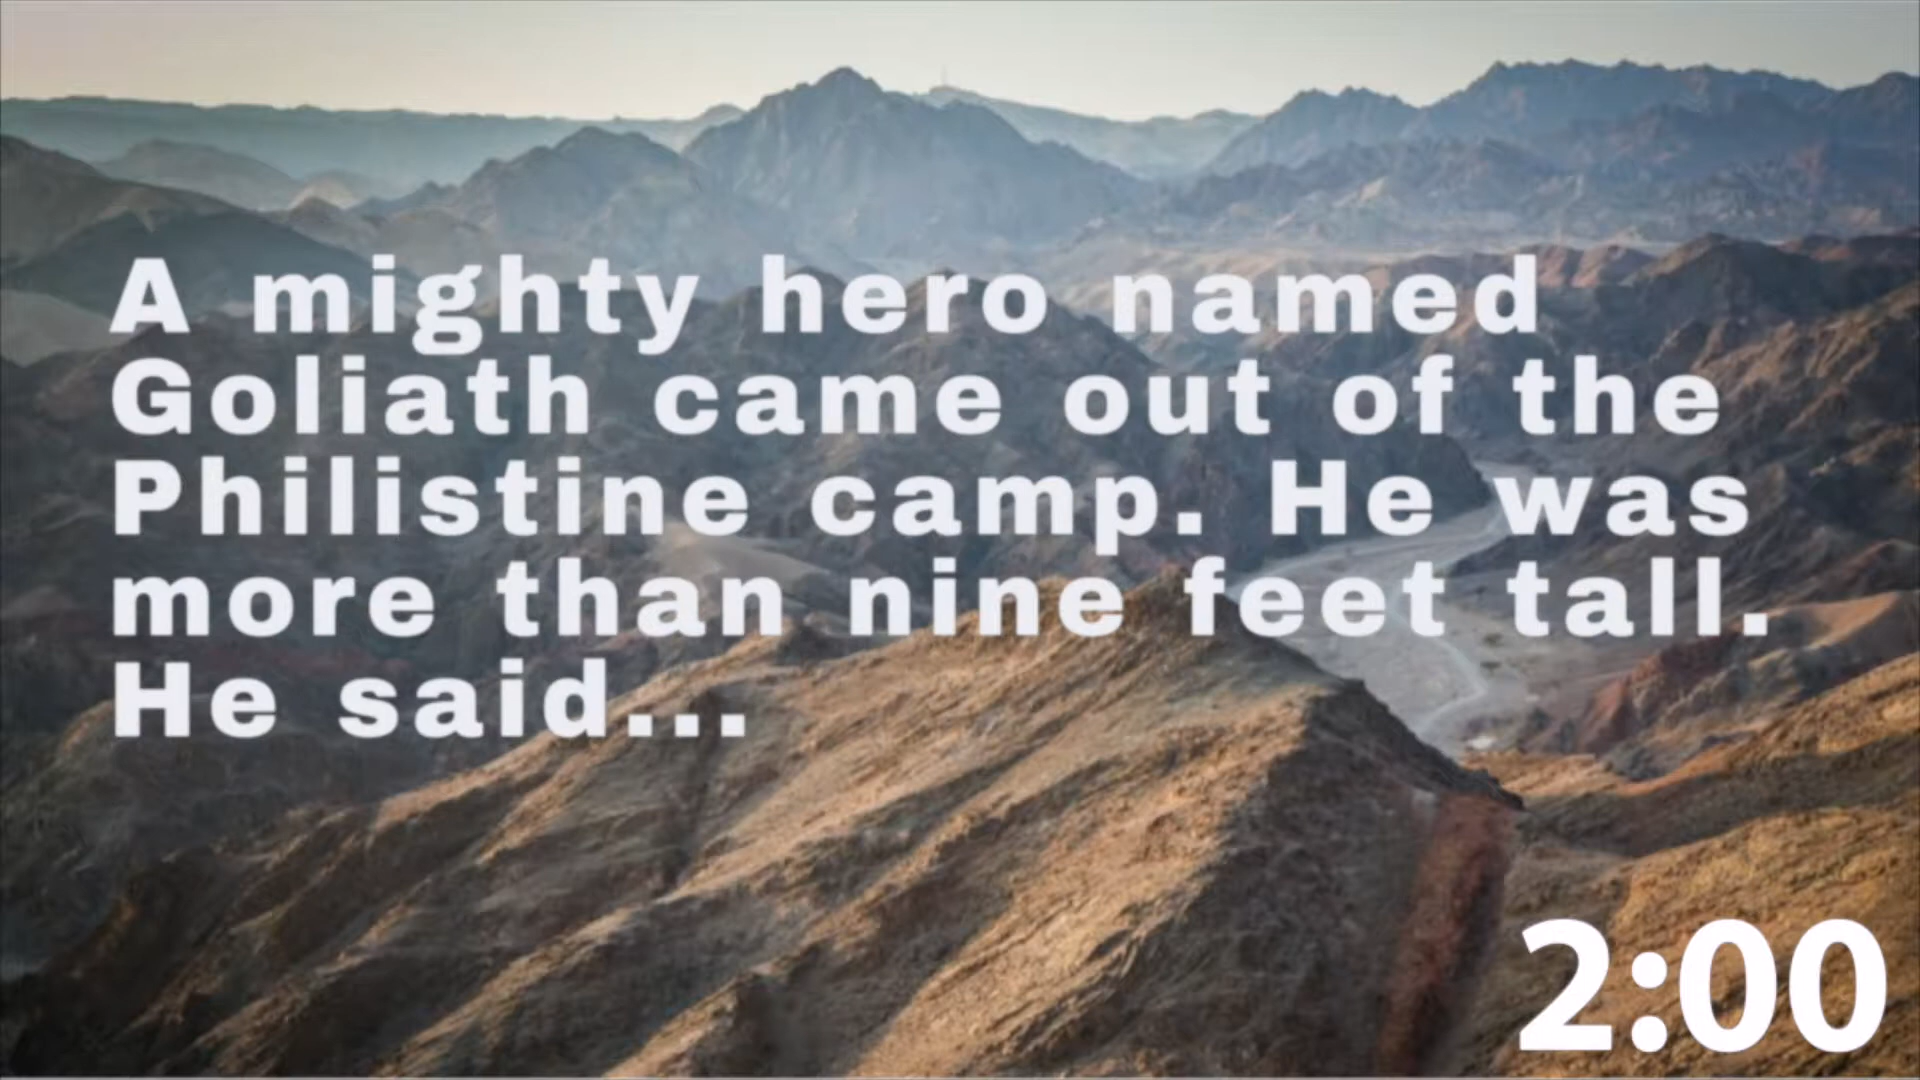 A mighty hero named
Goliath came out of the
Philistine camp. He was
more than nine feet tall.
He said...
2:00